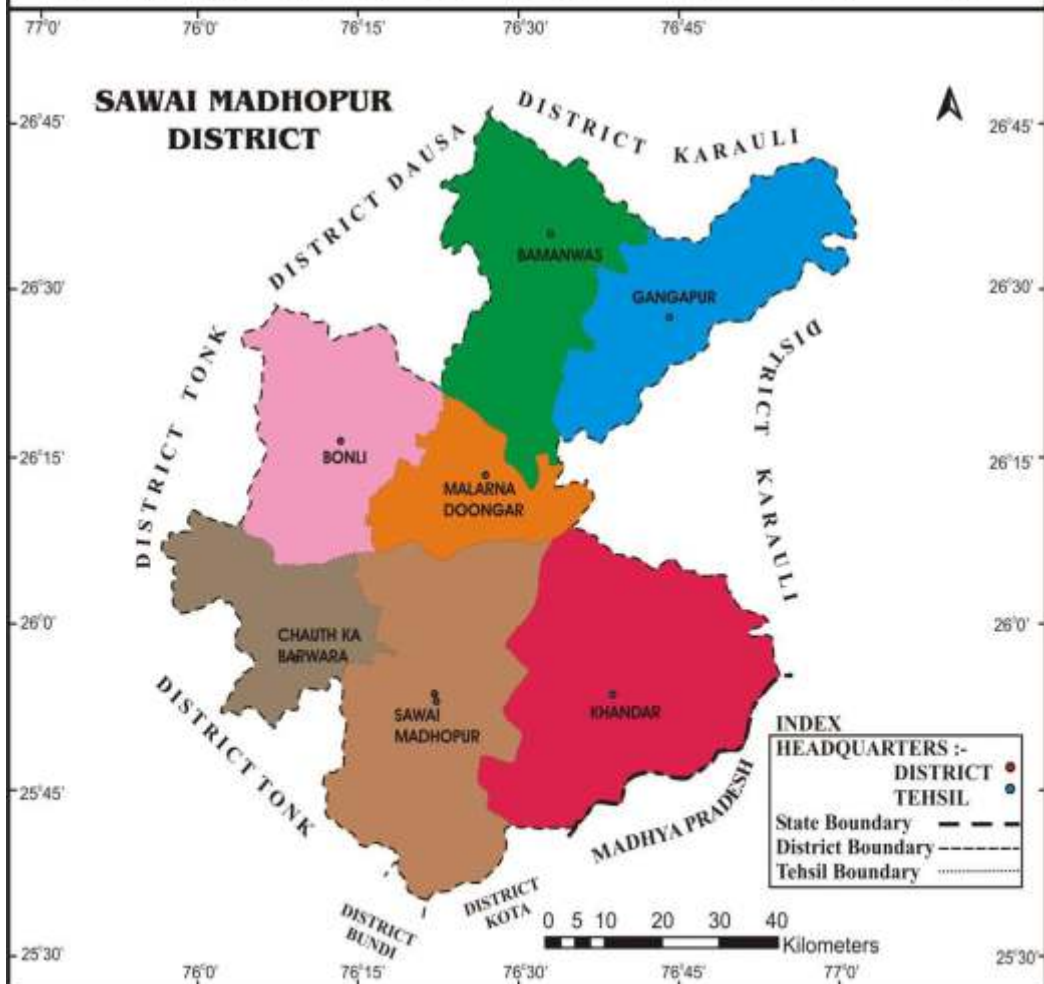 77°0' 76°0' 76°15' 76°30' 76°45'
SAWAI MADHOPUR
DISTRICT
26°45' 26°45'
DISTRICT KARAULI
DISTRICT DAUSA
BAMANWAS
26°30' 26°30'
GANGAPUR
DISTRICT TONK
DISTRICT KARAULI
26°15' 26°15'
BONLI
MALARNA
DOONGAR
26°0' 26°0'
CHAUTH KA
BARWARA
DISTRICT TONK
SAWAI
MADHOPUR
KHANDAR
25°45'
MADHYA PRADESH
INDEX
HEADQUARTERS :-
DISTRICT
TEHSIL
State Boundary
District Boundary
Tehsil Boundary
DISTRICT
BUNDI
DISTRICT
KOTA
0 5 10 20 30 40
Kilometers
25°30' 25°30'
76°0' 76°15' 76°30' 76°45' 77°0'